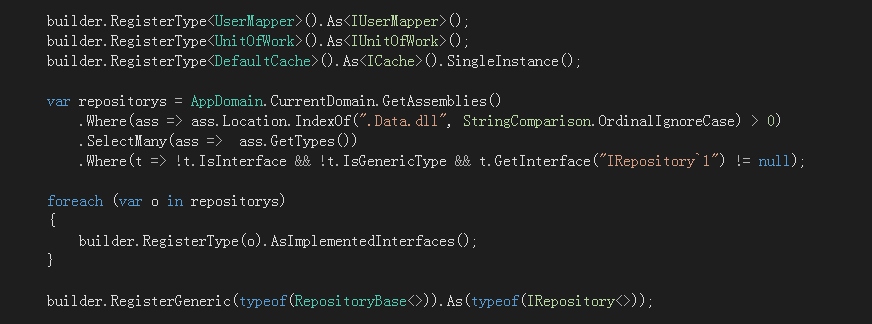 builder.RegisterType<UserMapper>().As<IUserMapper>();
builder.RegisterType<UnitOfWork>().As<IUnitOfWork>();
builder.RegisterType<DefaultCache>().As<ICache>().SingleInstance();
var repositorys = AppDomain.CurrentDomain.GetAssemblies()
.Where(ass => ass.Location.IndexOf(".Data.dll", StringComparison.OrdinalIgnoreCase) > 0)
.SelectMany(ass =>  ass.GetTypes())
.Where(t => !t.IsInterface && !t.IsGenericType && t.GetInterface("IRepository`1") != null);
foreach (var o in repositorys)
{
builder.RegisterType(o).AsImplementedInterfaces();
}
builder.RegisterGeneric(typeof(RepositoryBase<>)).As(typeof(IRepository<>));